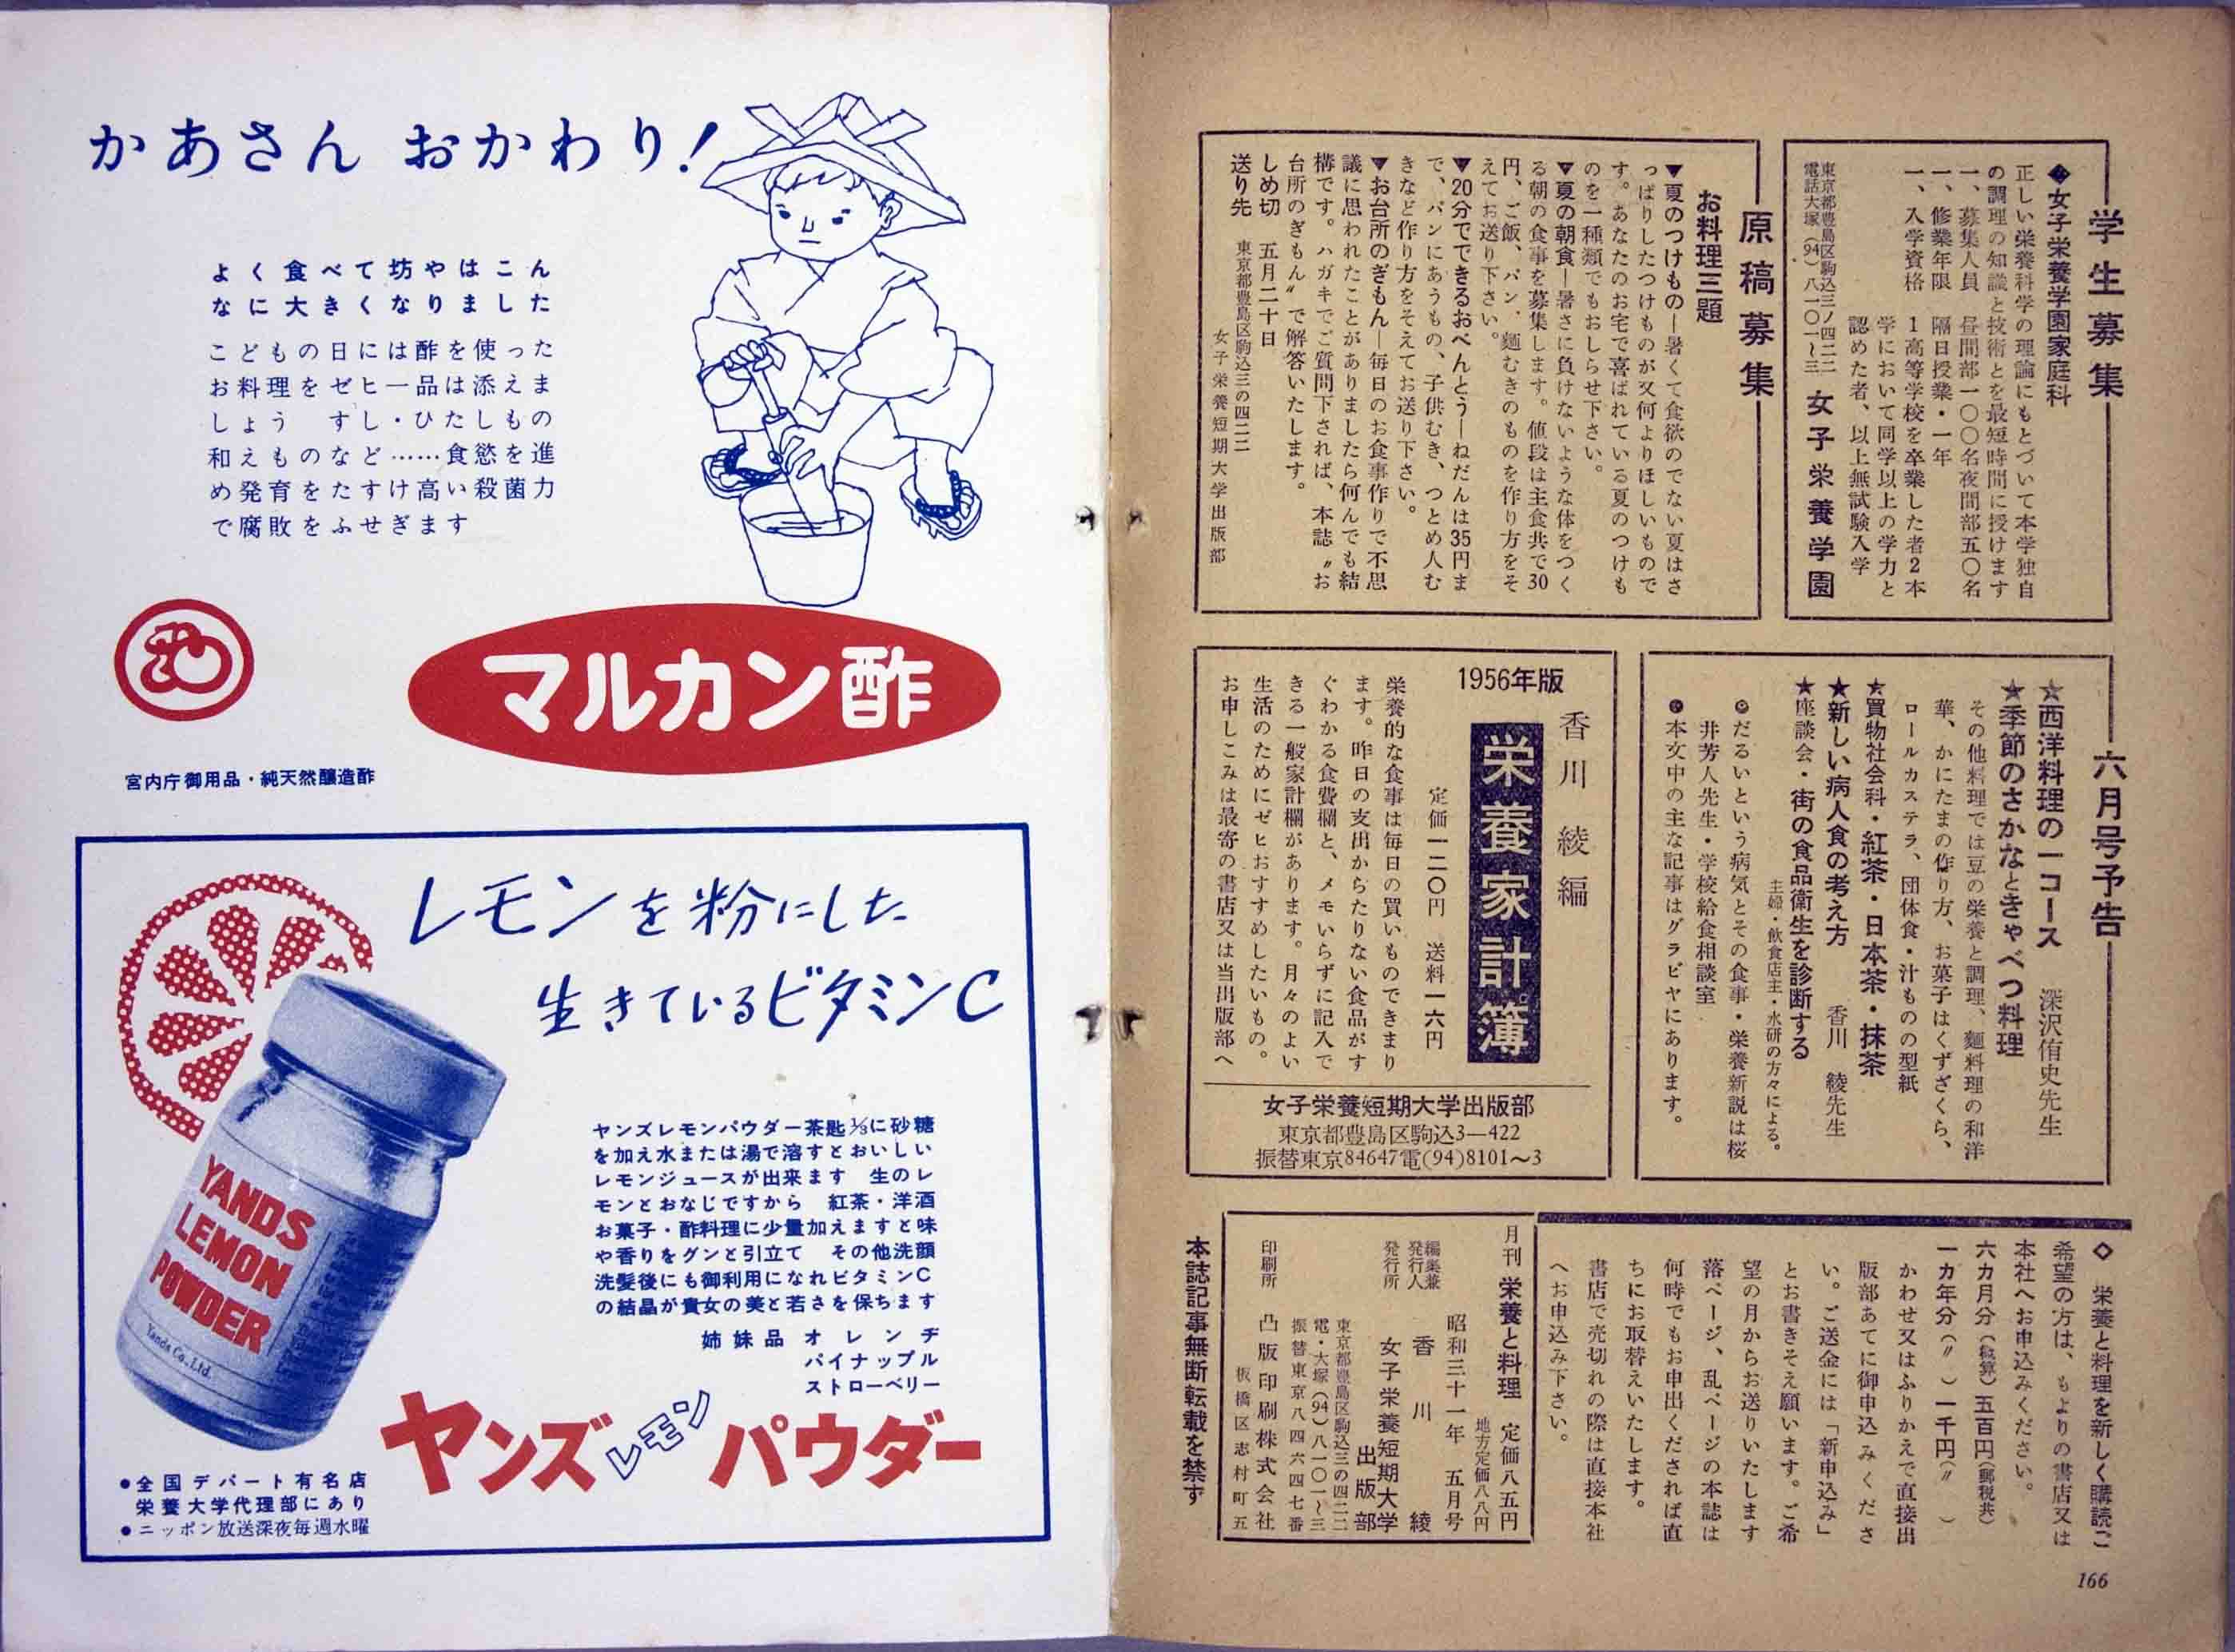 学生募集
◆女子栄養学園家庭科
正しい栄養科学の理論にもとづいて本学独自
の調理の知識と技術とを最短時間に授けます
一、募集人員　昼間部一〇〇名夜間部五〇名
一、修業年限　隔日授業・一年
一、入学資格　1高等学校を卒業した者2本
学において同学以上の学力と
認めた者、以上無試験入学
東京都豊島区駒込三ノ四二二
電話大塚(94)八一〇一〜三
女子栄養学園
原稿募集
お料理三題
▼夏のつけもの―暑くて食欲のでない夏はさ
っぱりしたつけものが又何よりほしいもので
す。あなたのお宅で喜ばれている夏のつけも
のを一種類でもおしらせ下さい。
▼夏の朝食―暑さに負けないような体をつく
る朝の食事を募集します。値段は主食共で30
円、ご飯、パン、麺むきのものを作り方をそ
えてお送り下さい。
▼20分でできるおべんとう―ねだんは35円ま
で、パンにあうもの、子供むき、つとめ人む
きなど作り方をそえてお送り下さい。
▼お台所のぎもん―毎日のお食事作りで不思
議に思われたことがありましたら何んでも結
構です。ハガキでご質問下されば、本誌〝お
台所のぎもん〟で解答いたします。
しめ切　五月二十日
送り先　東京都豊島区駒込三の四二二
女子栄養短期大学出版部
六月号予告
★西洋料理の一コース　深沢侑史先生
★季節のさかなときゃべつ料理
その他料理では豆の栄養と調理、麺料理の和洋
華、かにたまの作り方、お菓子はくずざくら、
ロールカステラ、団体食・汁ものの型紙
★買物社会科・紅茶・日本茶・抹茶
★新しい病人食の考え方　香川　綾先生
★座談会・街の食品衛生を診断する
主婦・飲食店主・水研の方々による。
●だるいという病気とその食事・栄養新説は桜
井芳人先生・学校給食相談室
●本文中の主な記事はグラビヤにあります。
1956年版
香川　綾　編
栄養家計簿
定価一二〇円　送料一六円
栄養的な食事は毎日の買いものできまり
ます。昨日の支出からたりない食品がす
ぐわかる食費欄と、メモいらずに記入で
きる一般家計欄があります。月々のよい
生活のためにゼヒおすすめしたいもの。
お申しこみは最寄の書店又は当出版部へ
女子栄養短期大学出版部
東京都豊島区駒込3―422
振替東京84647電(94)8101〜3
◇　栄養と料理を新しく購読ご
希望の方は、もよりの書店又は
本社へお申込みください。
六カ月分(概算)五百円(郵税共)
一カ年分(〃　)一千円(〃　)
かわせ又はふりかえで直接出
版部あてに御申込みくださ
い。ご送金には「新申込み」
とお書きそえ願います。ご希
望の月からお送りいたします
落ページ、乱ページの本誌は
何時でもお申出くだされば直
ちにお取替えいたします。
書店で売切れの際は直接本社
へお申込み下さい。
月刊　栄養と料理　定価八五円
地方定価八八円
昭和三十一年　五月号
編集兼
発行人　香川　綾
発行所　女子栄養短期大学
出版部
東京都豊島区駒込三の四二二
電・大塚(94)八一〇一〜三
振替東京八四六四七番
印刷所　凸版印刷株式会社
板橋区志村町五
本誌記事無断転載を禁ず
166
かあさん　おかわり!
よく食べて坊やはこん
なに大きくなりました
こどもの日には酢を使った
お料理をゼヒ一品は添えま
しょう　すし・ひたしもの
和えものなど……食慾を進
め発育をたすけ高い殺菌力
で腐敗をふせぎます
マルカン酢
宮内庁御用品・純天然醸造酢
レモンを粉にした
生きているビタミンC
ヤンズレモンパウダー茶匙⅓に砂糖
を加え水または湯で溶すとおいしい
レモンジュースが出来ます　生のレ
モンとおなじですから　紅茶・洋酒
お菓子・酢料理に少量加えますと味
や香りをグンと引立て　その他洗顔
洗髪後にも御利用になれビタミンC
の結晶が貴女の美と若さを保ちます
姉妹品　オレンヂ
パイナップル
ストローベリー
YANDS
LEMON
POWDER
Yands Co., Ltd.
ヤンズレモンパウダー
●全国デパート有名店
栄養大学代理部にあり
●ニッポン放送深夜毎週水曜